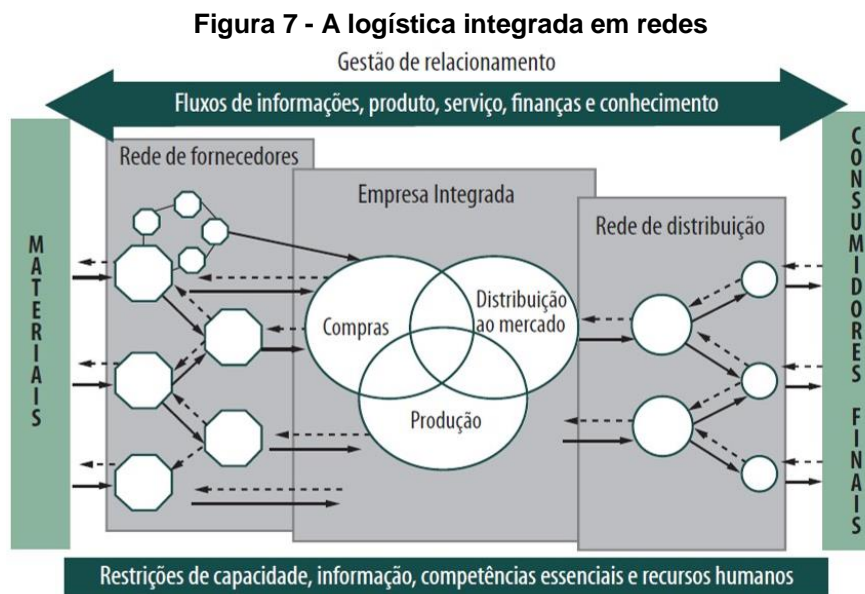 Figura 7 - A logística integrada em redes
Gestão de relacionamento
Fluxos de informações, produto, serviço, finanças e conhecimento
MATERIAIS
Rede de fornecedores
Empresa Integrada
Rede de distribuição
Compras
Distribuição
ao mercado
Produção
CONSUMIDORES FINAIS
Restrições de capacidade, informação, competências essenciais e recursos humanos